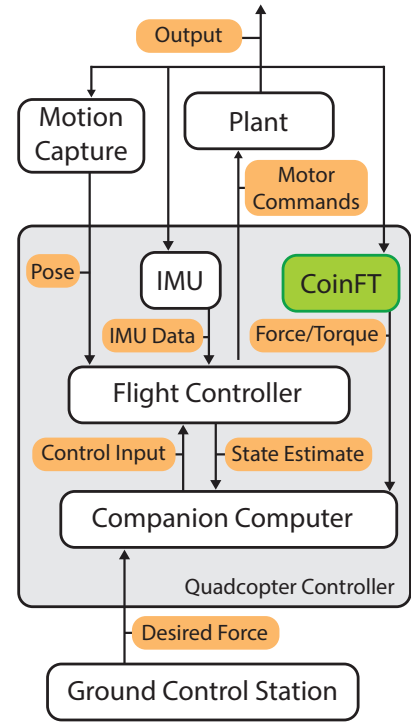 Output
Motion
Capture
Plant
Motor
Commands
Pose
IMU
CoinFT
IMU Data
Force/Torque
Flight Controller
Control Input
State Estimate
Companion Computer
Quadcopter Controller
Desired Force
Ground Control Station